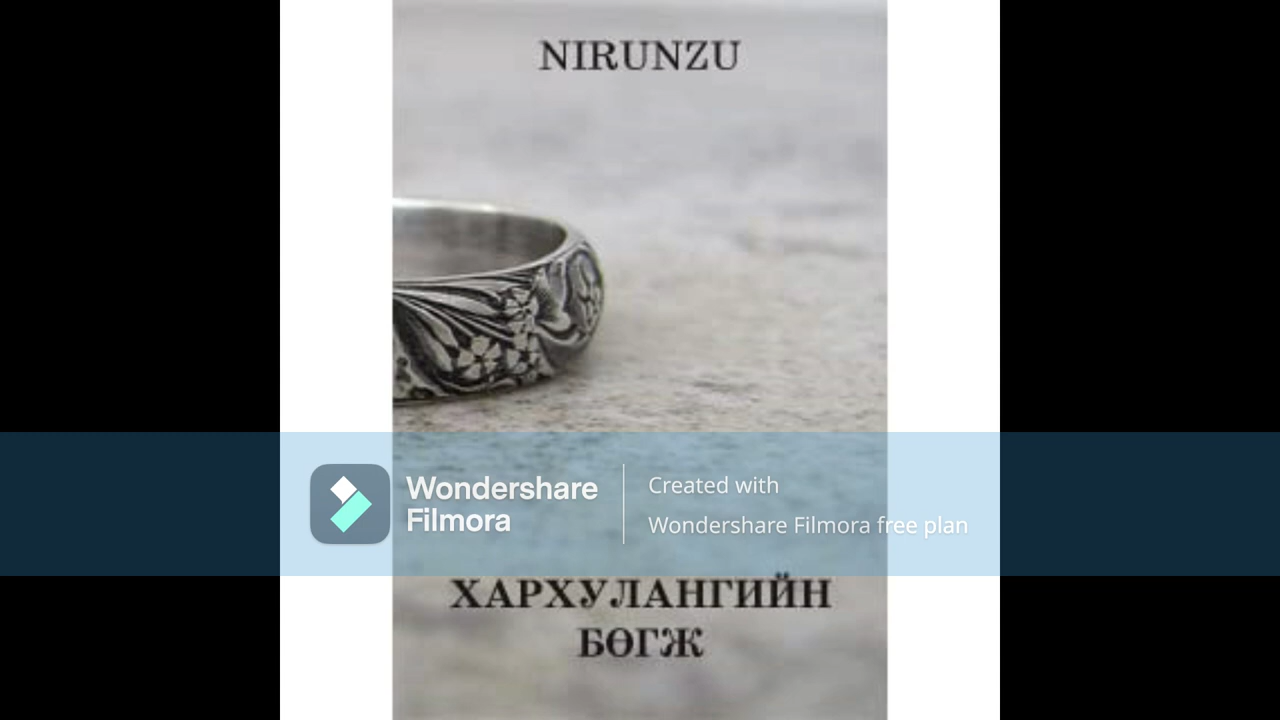 NIRUNZU
Wondershare
Filmora
Created with
Wondershare Filmora free plan
ХАРХУЛАНГИЙН
БӨГЖ